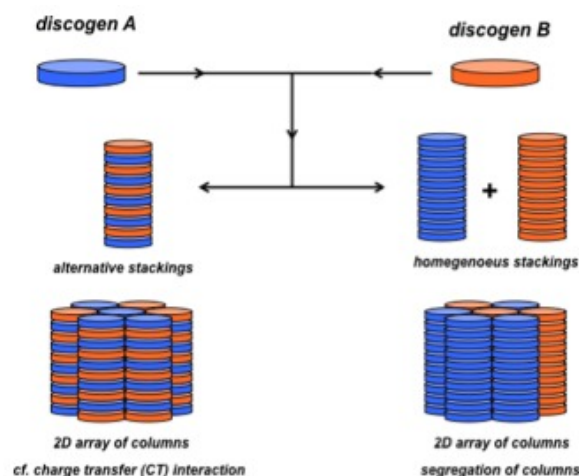 discogen A
discogen B
+
alternative stackings
homegenoeus stackings
2D array of columns
cf. charge transfer (CT) interaction
2D array of columns
segregation of columns